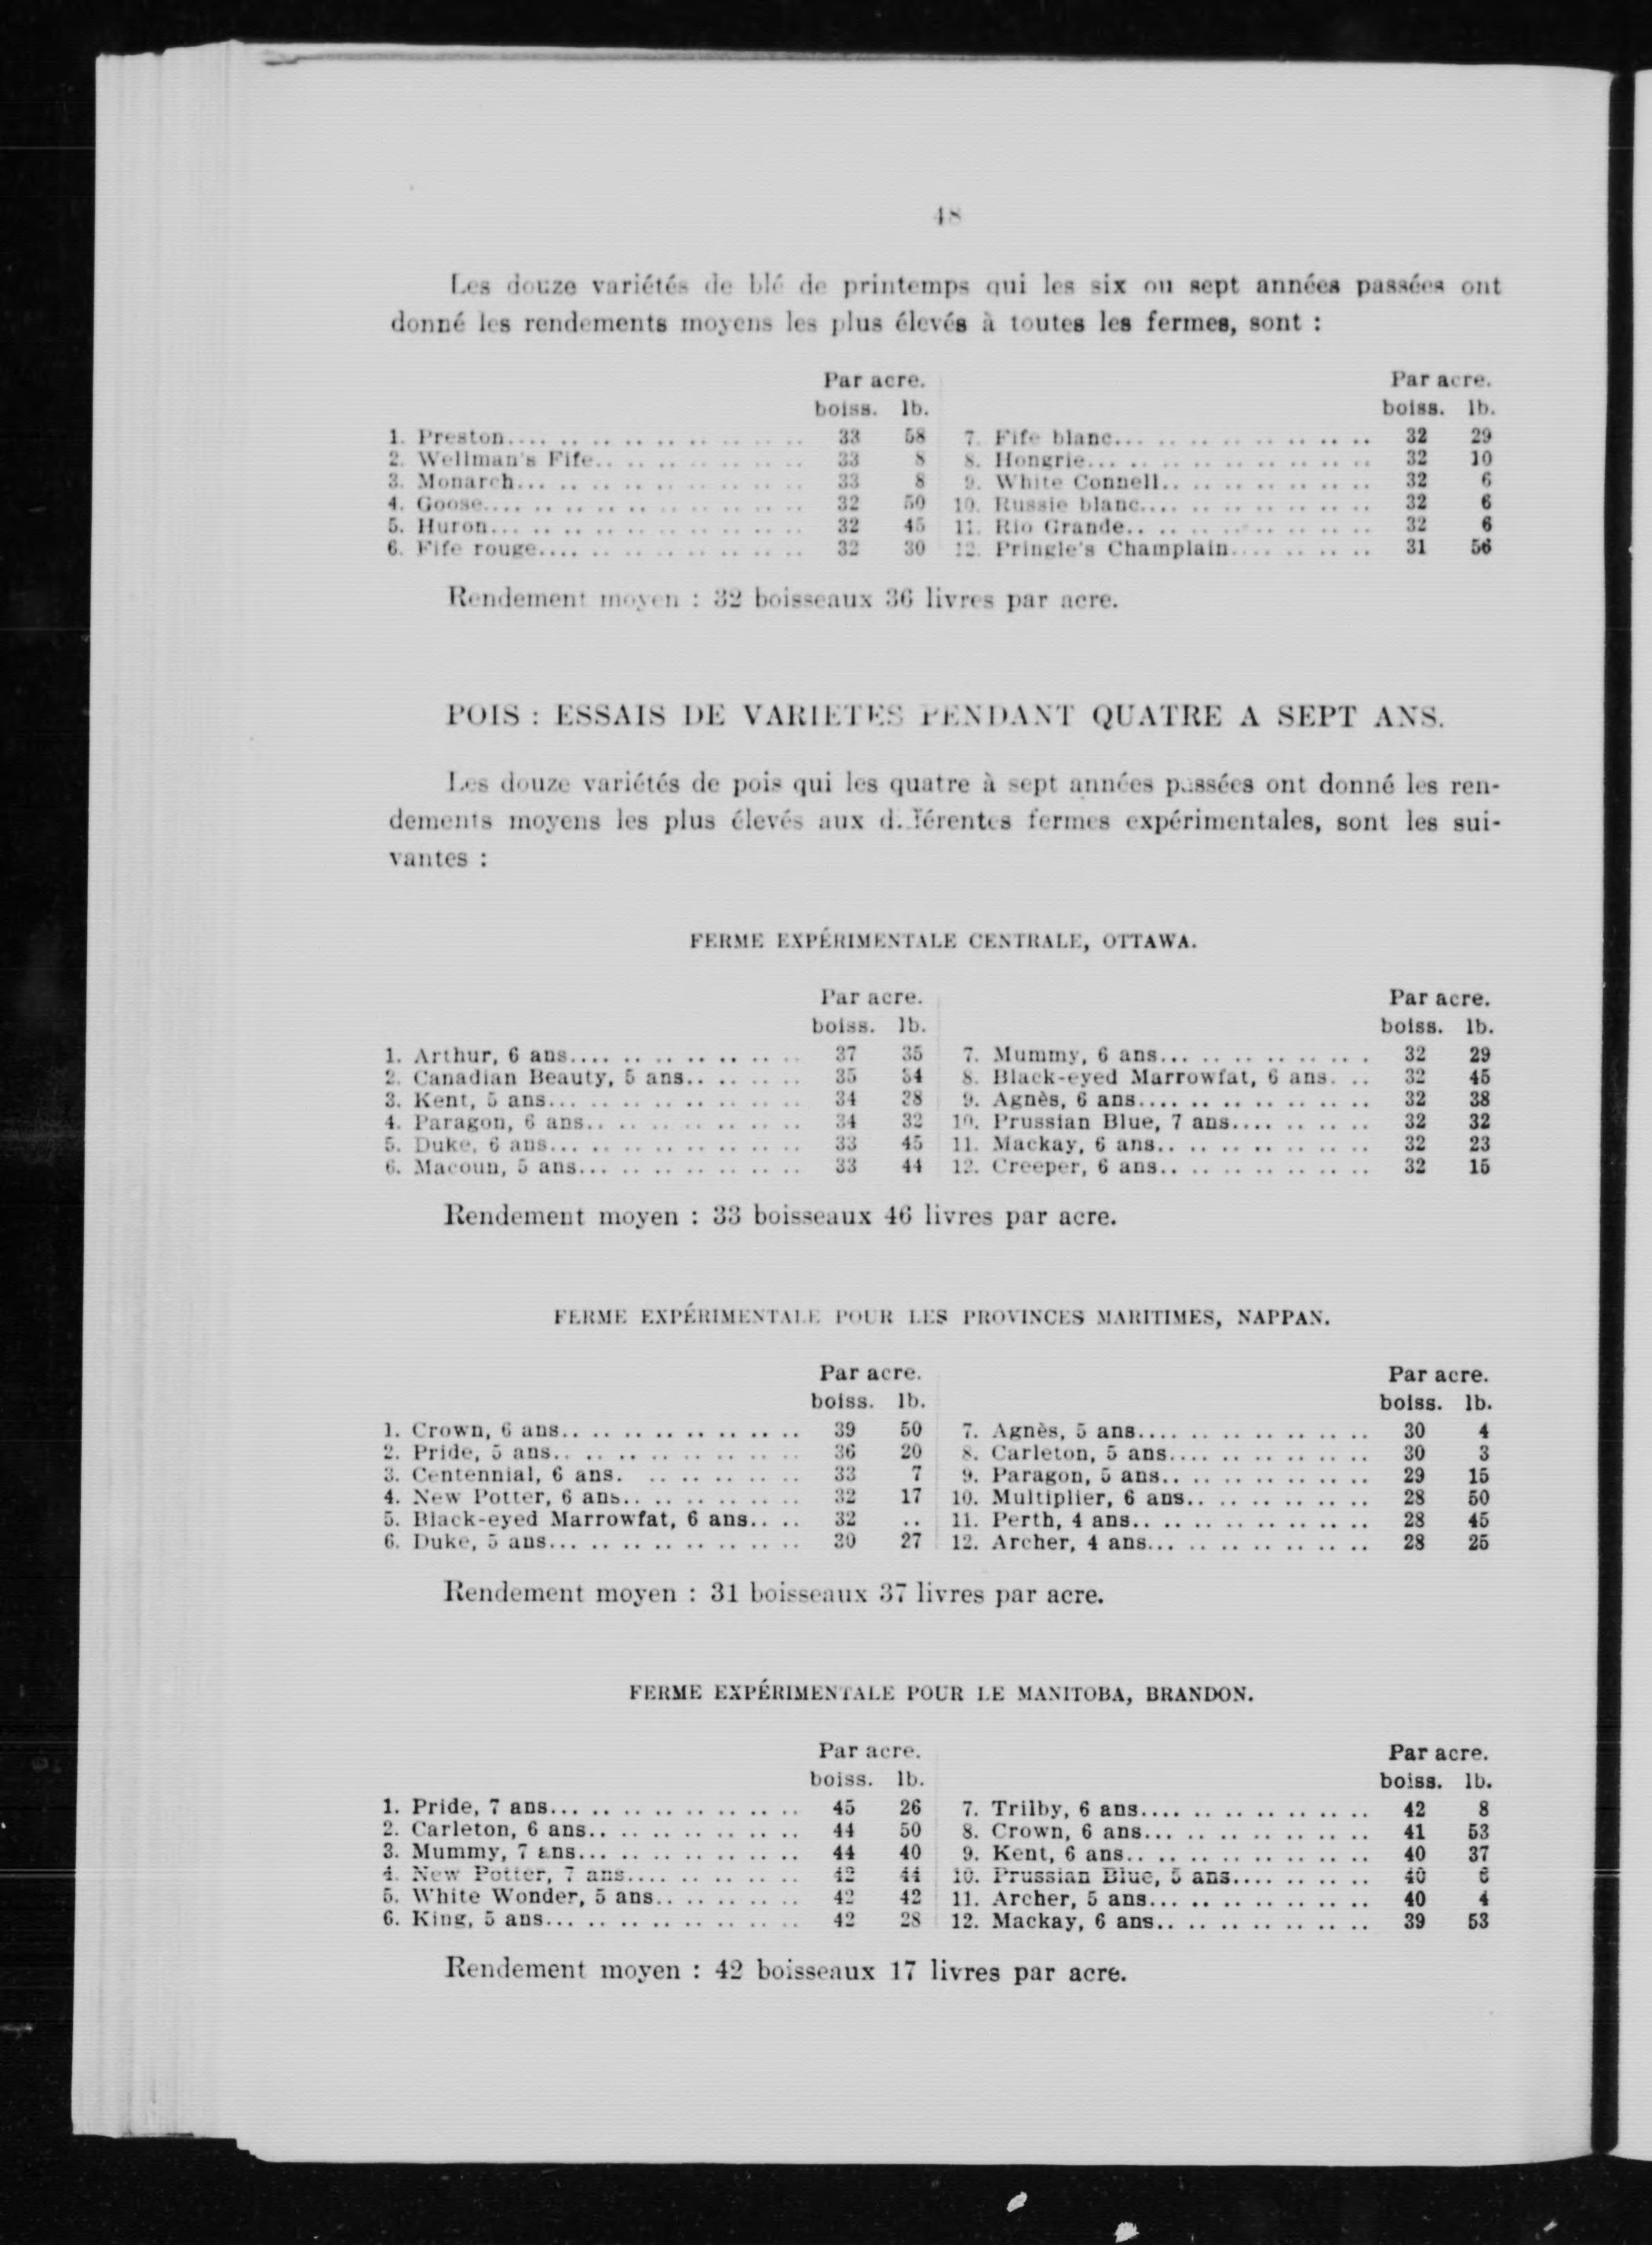 48
Les douze variétés de blé de printemps qui les six ou sept années passées ont
donné les rendements moyens les plus élevés à toutes les fermes, sont :
Par acre. Par acre.
boiss. lb. boiss. lb.
1. Preston.... .. .. .. .. .. .. .. .. 33 58 7. Fife blanc... .. .. .. .. .. .. .. .. 32 29
2. Wellman's Fife.. .. .. .. .. .. .. 33 8 8. Hongrie... .. .. .. .. .. .. .. .. 32 10
3. Monarch... .. .. .. .. .. .. .. .. 33 8 9. White Connell.. .. .. .. .. .. .. 32 6
4. Goose.... .. .. .. .. .. .. .. .. .. 32 50 10. Russie blanc.... .. .. .. .. .. .. .. 32 6
5. Huron... .. .. .. .. .. .. .. .. .. 32 45 11. Rio Grande.. .. .. .. .. .. .. .. 32 6
6. Fife rouge.... .. .. .. .. .. .. .. 32 30 12. Pringle's Champlain.... .. .. .. .. 31 56
Rendement moyen : 32 boisseaux 36 livres par acre.
POIS : ESSAIS DE VARIETES PENDANT QUATRE A SEPT ANS.
Les douze variétés de pois qui les quatre à sept années passées ont donné les ren-
dements moyens les plus élevés aux différentes fermes expérimentales, sont les sui-
vantes :
FERME EXPÉRIMENTALE CENTRALE, OTTAWA.
Par acre. Par acre.
boiss. lb. boiss. lb.
1. Arthur, 6 ans.... .. .. .. .. .. .. 37 35 7. Mummy, 6 ans... .. .. .. .. .. .. 32 29
2. Canadian Beauty, 5 ans.. .. .. .. 35 34 8. Black-eyed Marrowfat, 6 ans. .. 32 45
3. Kent, 5 ans... .. .. .. .. .. .. .. .. 34 38 9. Agnès, 6 ans.... .. .. .. .. .. .. .. 32 38
4. Paragon, 6 ans.. .. .. .. .. .. .. .. 34 32 10. Prussian Blue, 7 ans.... .. .. .. .. 32 32
5. Duke, 6 ans... .. .. .. .. .. .. .. .. 33 45 11. Mackay, 6 ans.. .. .. .. .. .. .. .. 32 23
6. Macoun, 5 ans... .. .. .. .. .. .. .. 33 44 12. Creeper, 6 ans.. .. .. .. .. .. .. .. 32 15
Rendement moyen : 33 boisseaux 46 livres par acre.
FERME EXPÉRIMENTALE POUR LES PROVINCES MARITIMES, NAPPAN.
Par acre. Par acre.
boiss. lb. boiss. lb.
1. Crown, 6 ans.. .. .. .. .. .. .. .. 39 50 7. Agnès, 5 ans.... .. .. .. .. .. .. .. 30 4
2. Pride, 5 ans.. .. .. .. .. .. .. .. .. 36 20 8. Carleton, 5 ans.... .. .. .. .. .. .. 30 3
3. Centennial, 6 ans. .. .. .. .. .. .. 33 7 9. Paragon, 5 ans.. .. .. .. .. .. .. .. 29 15
4. New Potter, 6 ans.. .. .. .. .. .. .. 32 17 10. Multiplier, 6 ans.. .. .. .. .. .. .. 28 50
5. Black-eyed Marrowfat, 6 ans.. .. 32 .. 11. Perth, 4 ans.. .. .. .. .. .. .. .. .. 28 45
6. Duke, 5 ans... .. .. .. .. .. .. .. .. 30 27 12. Archer, 4 ans... .. .. .. .. .. .. .. 28 25
Rendement moyen : 31 boisseaux 37 livres par acre.
FERME EXPÉRIMENTALE POUR LE MANITOBA, BRANDON.
Par acre. Par acre.
boiss. lb. boiss. lb.
1. Pride, 7 ans... .. .. .. .. .. .. .. .. 45 26 7. Trilby, 6 ans.... .. .. .. .. .. .. .. 42 8
2. Carleton, 6 ans.. .. .. .. .. .. .. .. 44 50 8. Crown, 6 ans... .. .. .. .. .. .. .. 41 53
3. Mummy, 7 ans... .. .. .. .. .. .. .. 44 40 9. Kent, 6 ans.. .. .. .. .. .. .. .. .. 40 37
4. New Potter, 7 ans.... .. .. .. .. .. 42 44 10. Prussian Blue, 5 ans.... .. .. .. .. 40
5. White Wonder, 5 ans.. .. .. .. .. 42 42 11. Archer, 5 ans... .. .. .. .. .. .. .. 40 4
6. King, 5 ans... .. .. .. .. .. .. .. .. 42 28 12. Mackay, 6 ans.. .. .. .. .. .. .. .. 39 53
Rendement moyen : 42 boisseaux 17 livres par acre.